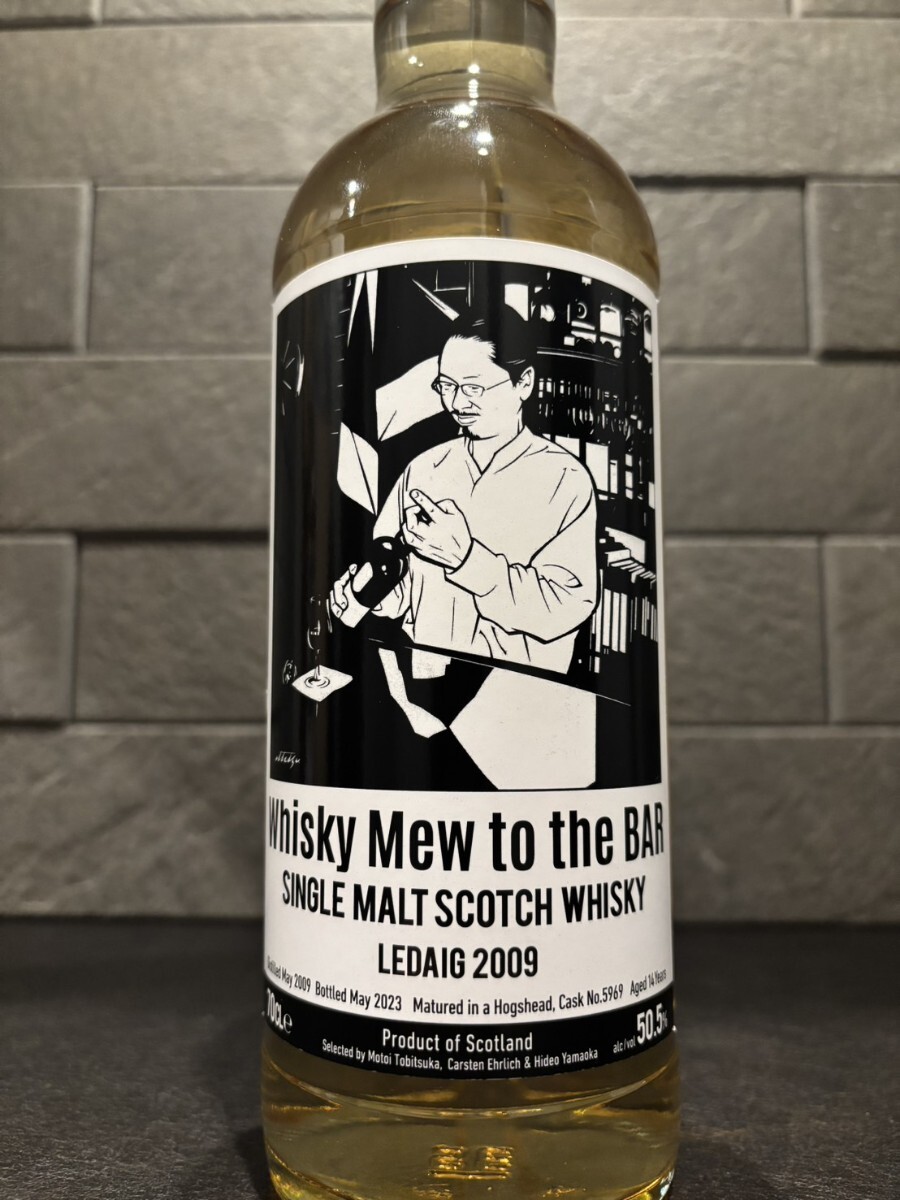 Whisky Mew to the BAR
SINGLE MALT SCOTCH WHISKY
LEDAIG 2009
May 2009 Bottled May 2023 Matured in a Hogshead, Cask No.5969 Aged 14 Years
70CL e
Product of Scotland
alc/vol 50.5%
Selected by Motoi Tobitsuka, Carsten Ehrlich & Hideo Yamaoka